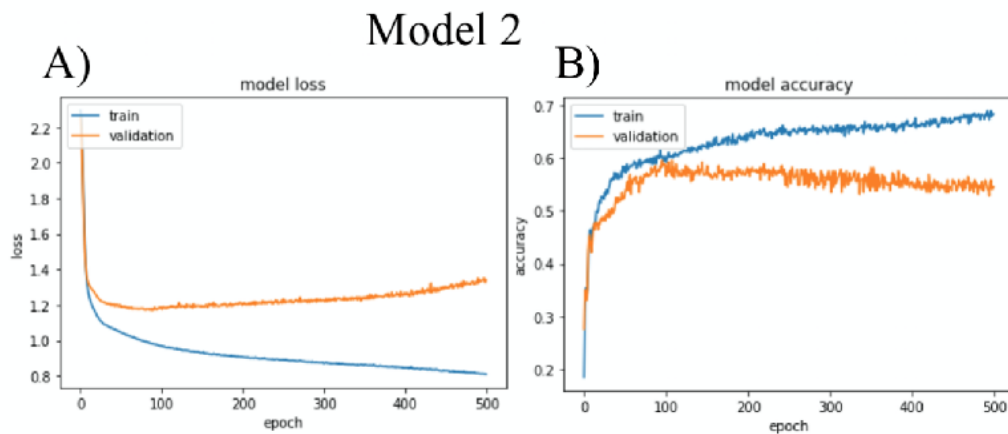 Model 2
A)
model loss
train
validation
2.2
2.0
1.8
1.6
1.4
1.2
1.0
0.8
loss
0 100 200 300 400 500
epoch
B)
model accuracy
train
validation
0.7
0.6
0.5
0.4
0.3
0.2
accuracy
0 100 200 300 400 500
epoch